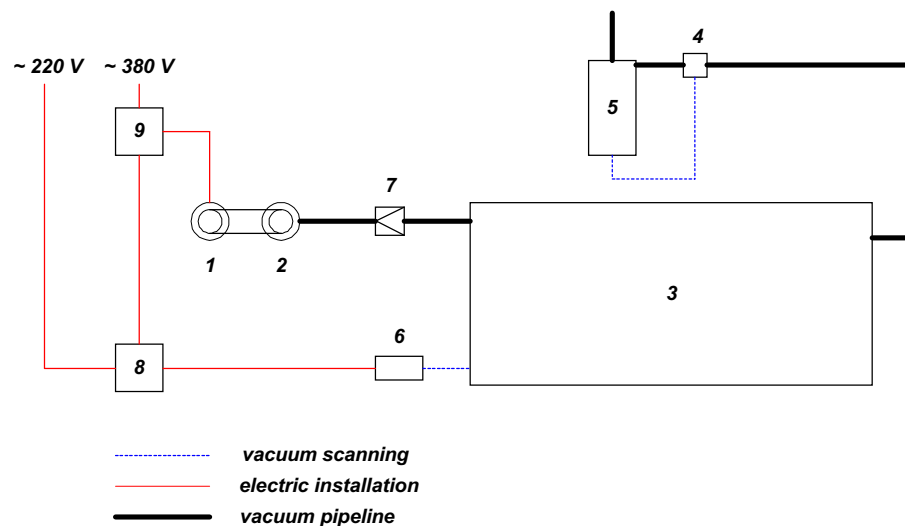 4
~ 220 V ~ 380 V
5
9
7
1 2
3
6
8
vacuum scanning
electric installation
vacuum pipeline